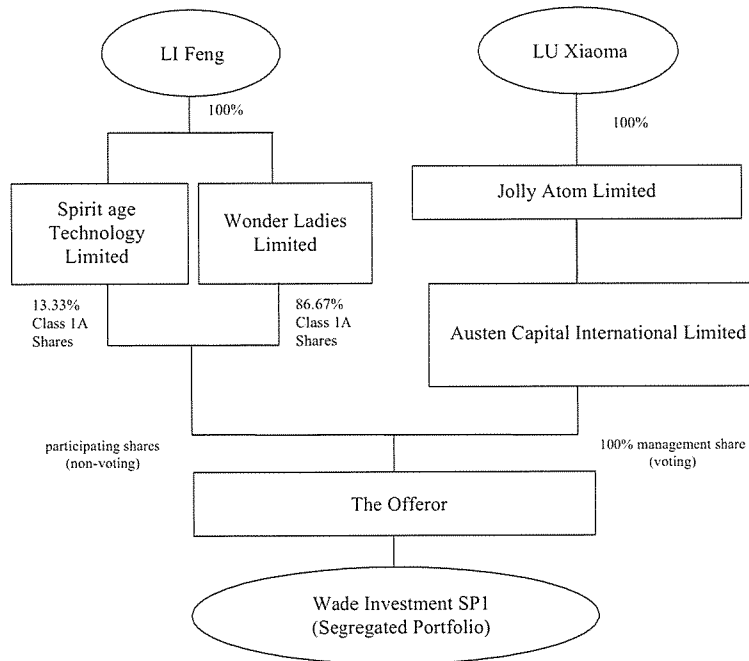 LI Feng
LU Xiaoma
100%
100%
Spirit age
Technology
Limited
Wonder Ladies
Limited
Jolly Atom Limited
13.33%
Class 1A
Shares
86.67%
Class 1A
Shares
Austen Capital International Limited
participating shares
(non-voting)
100% management share
(voting)
The Offeror
Wade Investment SP1
(Segregated Portfolio)